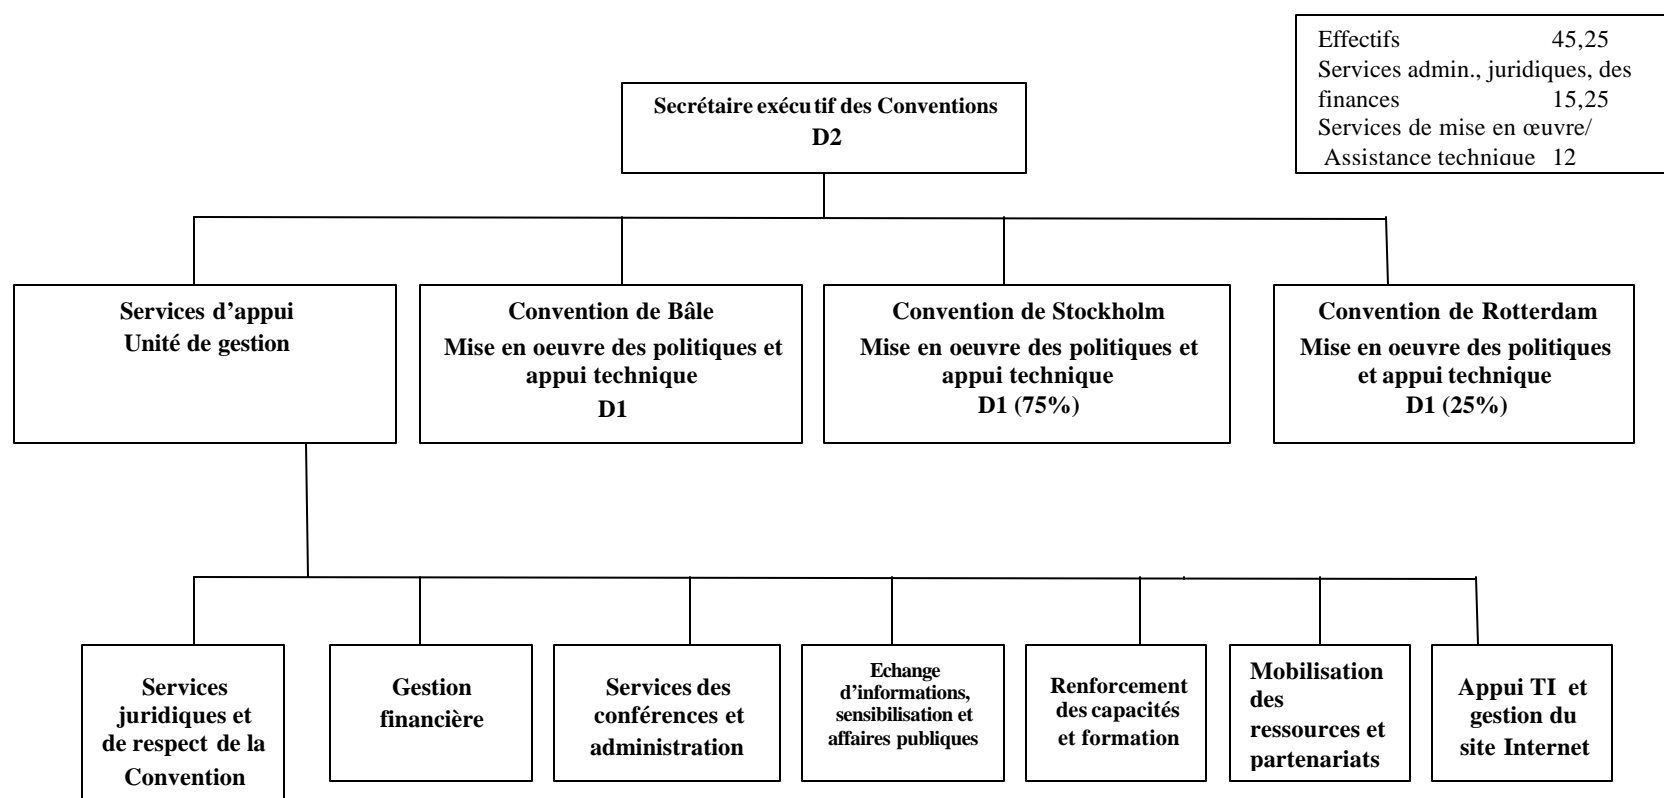 Effectifs 45,25
Services admin., juridiques, des
finances 15,25
Services de mise en œuvre/
Assistance technique 12
Secrétaire exécutif des Conventions
D2
Services d’appui
Unité de gestion
Convention de Bâle
Mise en oeuvre des politiques et
appui technique
D1
Convention de Stockholm
Mise en oeuvre des politiques et
appui technique
D1 (75%)
Convention de Rotterdam
Mise en oeuvre des politiques
et appui technique
D1 (25%)
Services
juridiques et
de respect de la
Convention
Gestion
financière
Services des
conférences et
administration
Echange
d’informations,
sensibilisation et
affaires publiques
Renforcement
des capacités
et formation
Mobilisation
des
ressources et
partenariats
Appui TI et
gestion du
site Internet